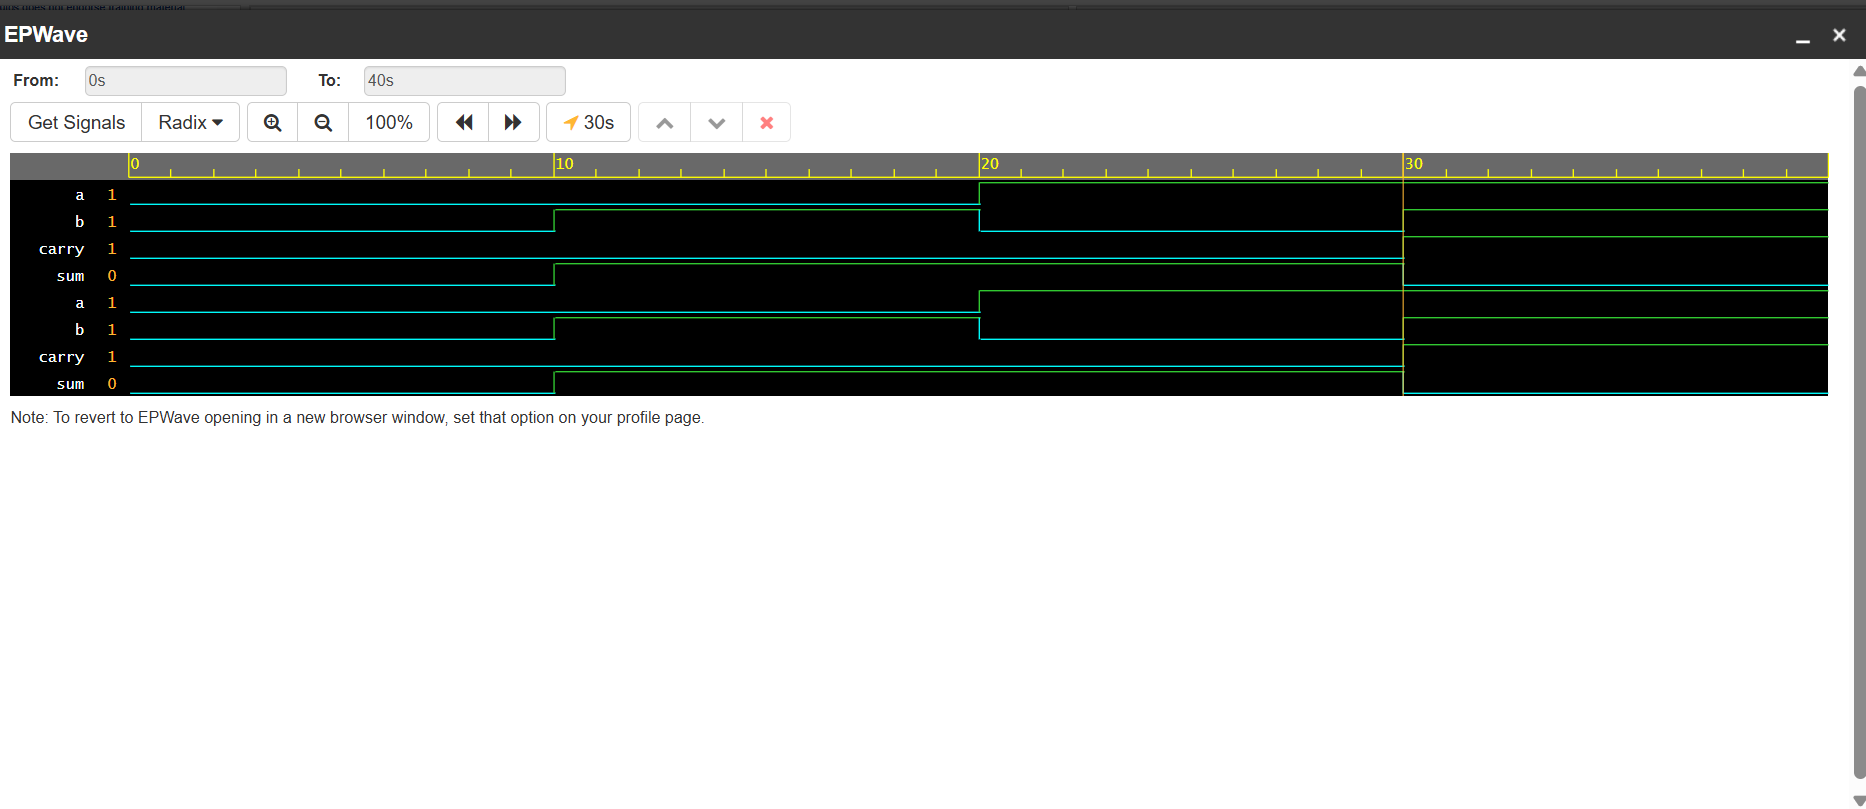 EPWave
From: 0s To: 40s
Get Signals Radix 100% 30s
0 10 20 30
a 1
b 1
carry 1
sum 0
a 1
b 1
carry 1
sum 0
Note: To revert to EPWave opening in a new browser window, set that option on your profile page.